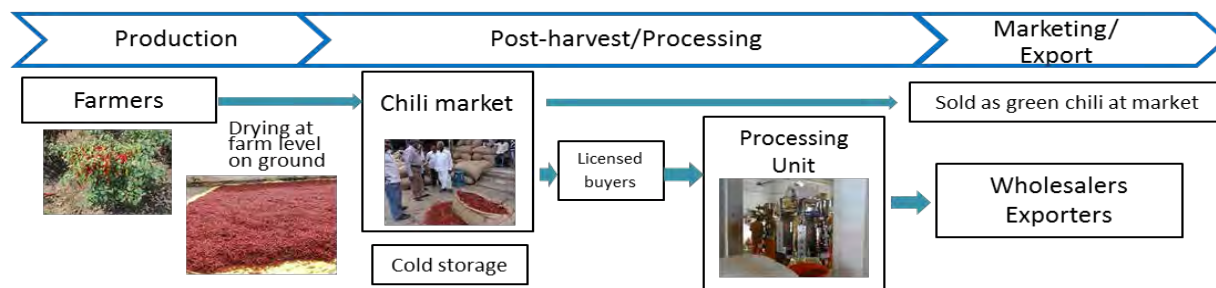 Production
Post-harvest/Processing
Marketing/
Export
Farmers
Drying at
farm level
on ground
Chili market
Cold storage
Licensed
buyers
Processing
Unit
Sold as green chili at market
Wholesalers
Exporters